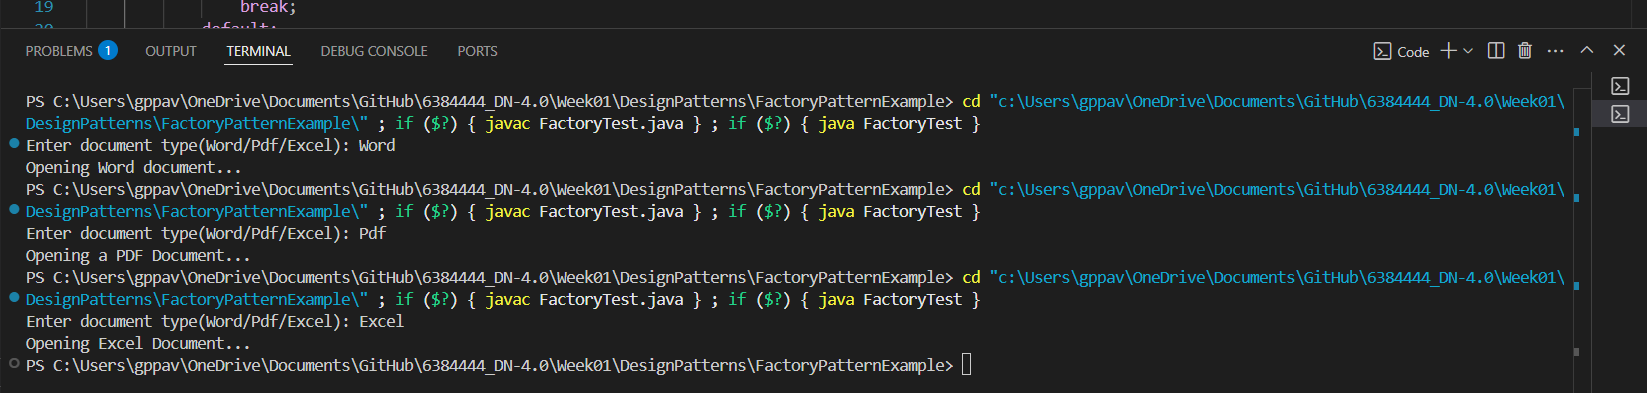 19 break;
20 default:
PROBLEMS 1 OUTPUT TERMINAL DEBUG CONSOLE PORTS Code
PS C:\Users\gppav\OneDrive\Documents\GitHub\6384444_DN-4.0\Week01\DesignPatterns\FactoryPatternExample> cd "c:\Users\gppav\OneDrive\Documents\GitHub\6384444_DN-4.0\Week01\
DesignPatterns\FactoryPatternExample\" ; if ($?) { javac FactoryTest.java } ; if ($?) { java FactoryTest }
Enter document type(Word/Pdf/Excel): Word
Opening Word document...
PS C:\Users\gppav\OneDrive\Documents\GitHub\6384444_DN-4.0\Week01\DesignPatterns\FactoryPatternExample> cd "c:\Users\gppav\OneDrive\Documents\GitHub\6384444_DN-4.0\Week01\
DesignPatterns\FactoryPatternExample\" ; if ($?) { javac FactoryTest.java } ; if ($?) { java FactoryTest }
Enter document type(Word/Pdf/Excel): Pdf
Opening a PDF Document...
PS C:\Users\gppav\OneDrive\Documents\GitHub\6384444_DN-4.0\Week01\DesignPatterns\FactoryPatternExample> cd "c:\Users\gppav\OneDrive\Documents\GitHub\6384444_DN-4.0\Week01\
DesignPatterns\FactoryPatternExample\" ; if ($?) { javac FactoryTest.java } ; if ($?) { java FactoryTest }
Enter document type(Word/Pdf/Excel): Excel
Opening Excel Document...
PS C:\Users\gppav\OneDrive\Documents\GitHub\6384444_DN-4.0\Week01\DesignPatterns\FactoryPatternExample>